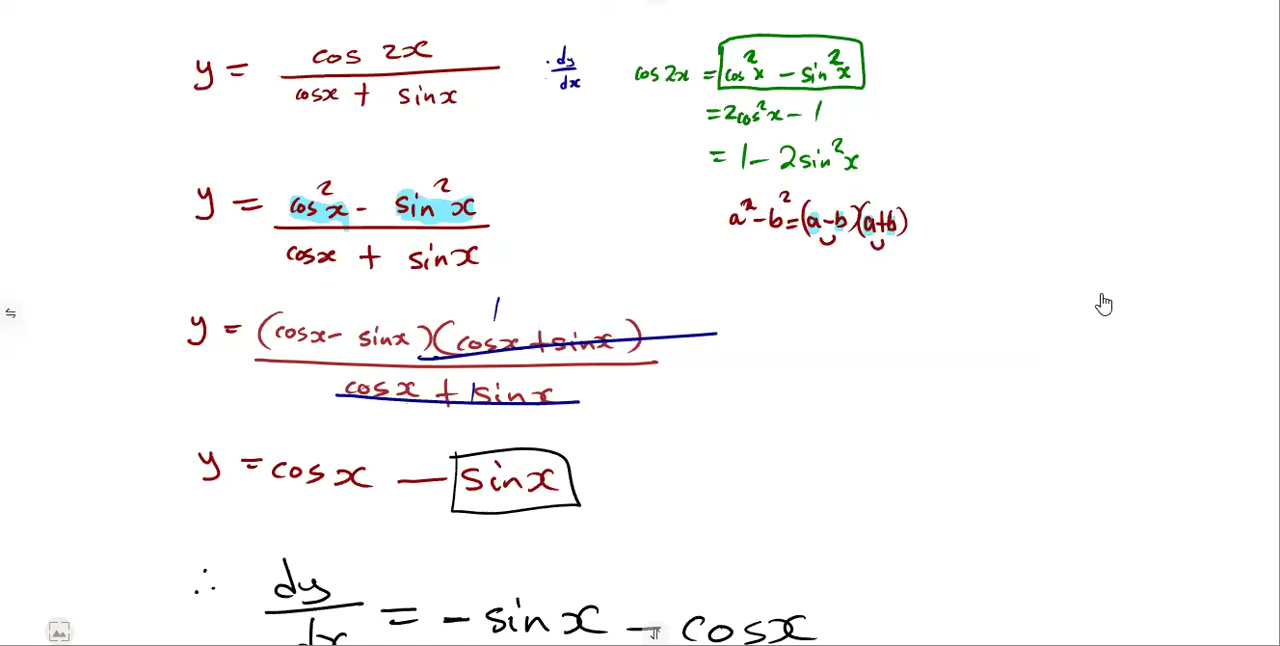 y = cos 2x / cosx + sinx
dy/dx
cos 2x = cos²x - sin²x
= 2cos²x - 1
= 1 - 2sin²x
y = cos²x - sin²x / cosx + sinx
a² - b² = (a-b)(a+b)
1
y = (cosx - sinx)(cosx + sinx) / cosx + sinx
1
y = cosx - sinx
∴ dy/dx = - sinx - cosx